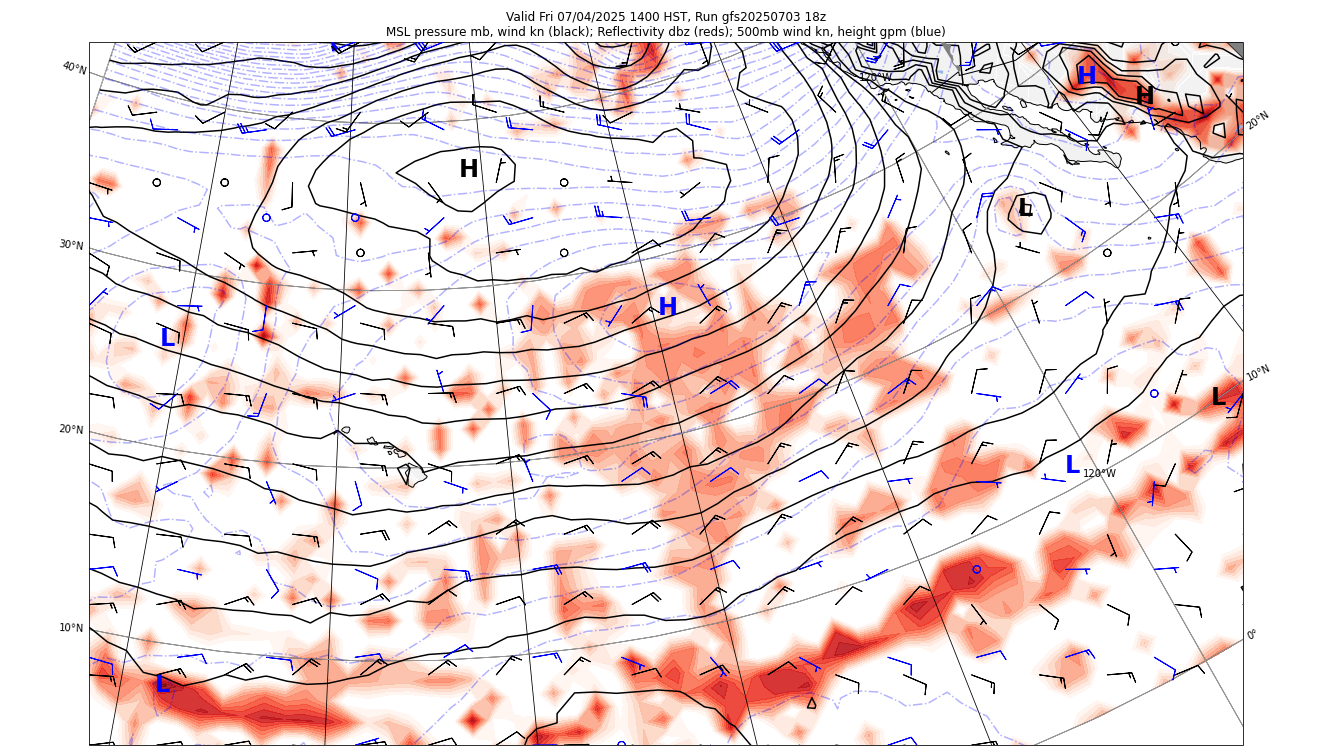 Valid Fri 07/04/2025 1400 HST, Run gfs20250703 18z
MSL pressure mb, wind kn (black); Reflectivity dbz (reds); 500mb wind kn, height gpm (blue)
40°N
120°W
H
H
20°N
H
L
30°N
H
L
10°N
L
20°N
L
120°W
10°N
0°
L